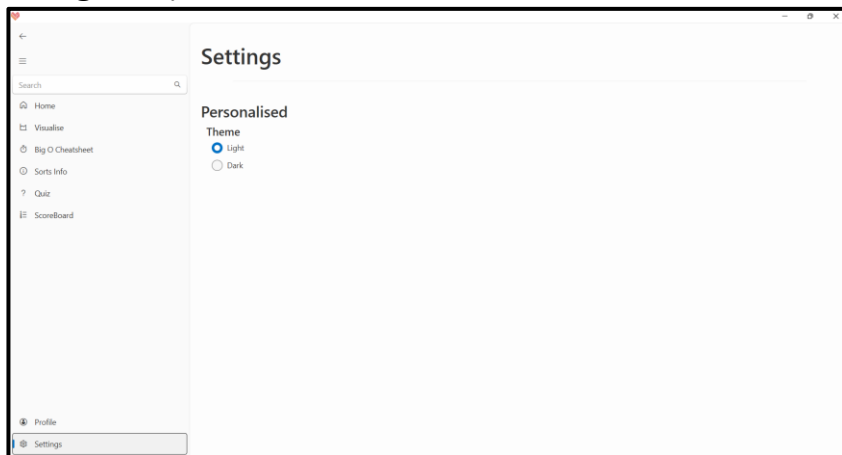 Search
Home
Visualise
Big O Cheatsheet
Sorts Info
Quiz
ScoreBoard
Profile
Settings
Settings
Personalised
Theme
Light
Dark